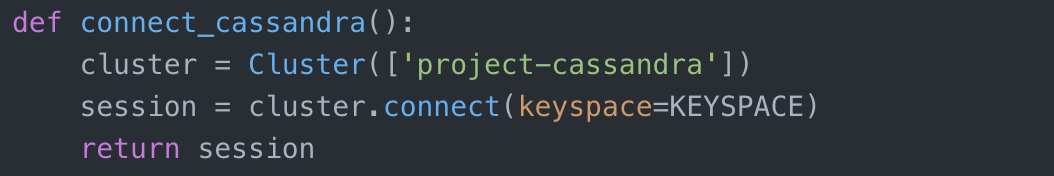 def connect_cassandra():
    cluster = Cluster(['project-cassandra'])
    session = cluster.connect(keyspace=KEYSPACE)
    return session